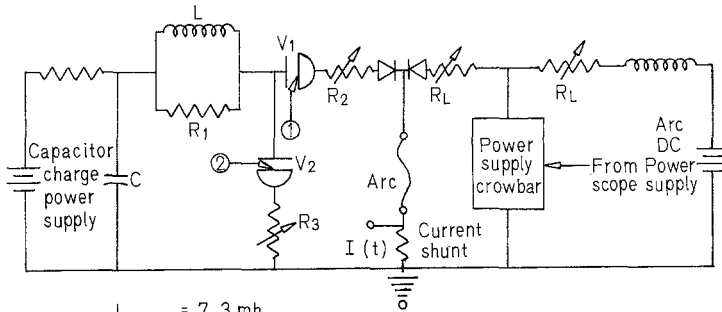 L
V1
R1
R2
RL
RL
①
②
V2
Capacitor
charge
power
supply
C
R3
Arc
I (t)
Current
shunt
Power
supply
crowbar
Arc
DC
From Power
scope supply
L = 7.3 mh